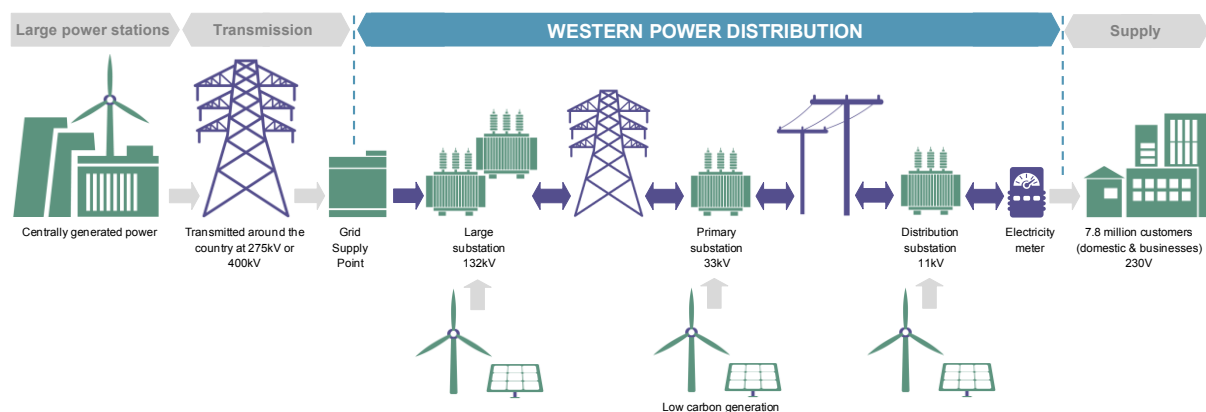 Large power stations
Transmission
WESTERN POWER DISTRIBUTION
Supply
Centrally generated power
Transmitted around the
country at 275kV or
400kV
Grid
Supply
Point
Large
substation
132kV
Primary
substation
33kV
Distribution
substation
11kV
Electricity
meter
7.8 million customers
(domestic & businesses)
230V
Low carbon generation